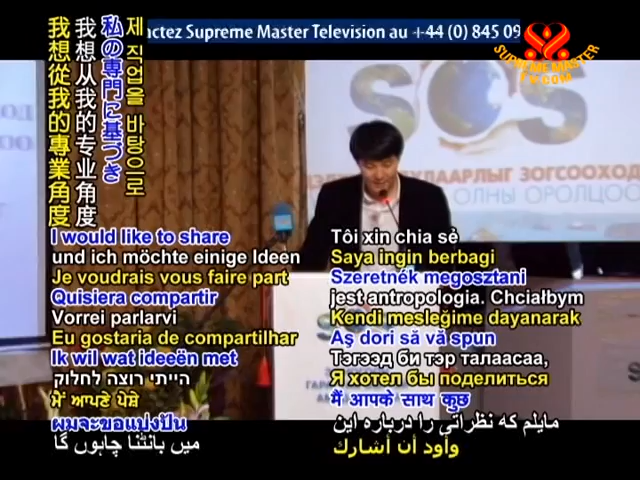 ctez Supreme Master Television au +44 (0) 845 09
SUPREME MASTER
TV.COM
SOS
ЗОГСООХОД
ОЛНЫ ОРОЛЦОО
我想從我的專業角度
我想从我的专业角度
私の専門に基づき
제 직업을 바탕으로
I would like to share
und ich möchte einige Ideen
Je voudrais vous faire part
Quisiera compartir
Vorrei parlarvi
Eu gostaria de compartilhar
Ik wil wat ideeën met
הייתי רוצה לחלוק
ਮੈਂ ਆਪਣੇ ਪੇਸ਼ੇ
ผมจะขอแบ่งปัน
میں بانٹنا چاہوں گا
Tôi xin chia sẻ
Saya ingin berbagi
Szeretnék megosztani
jest antropologia. Chciałbym
Kendi mesleğime dayanarak
Aş dori să vă spun
Тэгээд би тэр талаасаа,
Я хотел бы поделиться
मैं आपके साथ कुछ
مایلم که نظراتی را درباره این
وأود أن أشارك